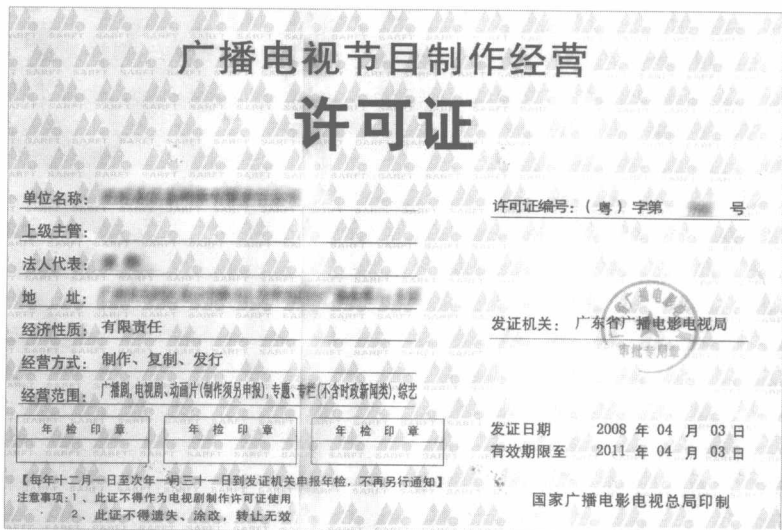 广播电视节目制作经营
许可证
单位名称：
许可证编号：（粤）字第 号
上级主管：
法人代表：
地 址：
经济性质：有限责任
发证机关：广东省广播电影电视局
审批专用章
经营方式：制作、复制、发行
经营范围：广播剧,电视剧、动画片(制作须另申报),专题、专栏(不含时政新闻类),综艺
年检印章 年检印章 年检印章
发证日期 2008 年 04 月 03 日
有效期限至 2011 年 04 月 03 日
【每年十二月一日至次年一月三十一日到发证机关申报年检，不再另行通知】
注意事项：1、此证不得作为电视剧制作许可证使用
2、此证不得遗失、涂改，转让无效
国家广播电影电视总局印制